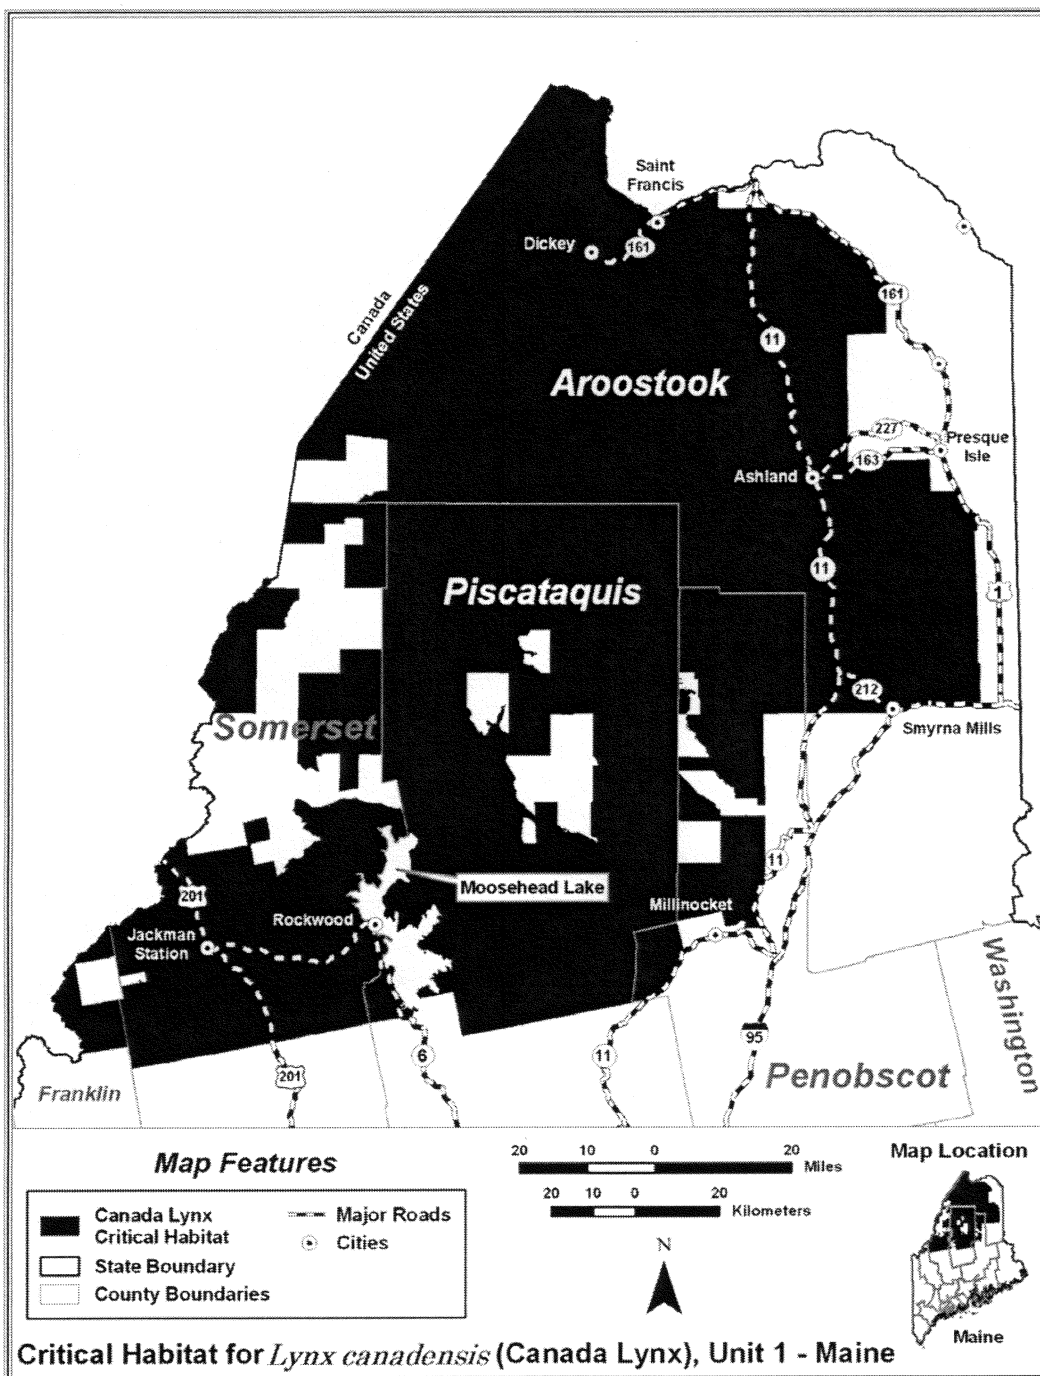 Saint
Francis
Dickey
161
Canada
United States
161
11
Aroostook
227
Presque
Isle
163
Ashland
11
Piscataquis
1
212
Somerset
Smyrna Mills
11
Moosehead Lake
201
Millinocket
Rockwood
Jackman
Station
Washington
95
6
11
201
Penobscot
Franklin
Map Features
Canada Lynx
Critical Habitat
State Boundary
County Boundaries
Major Roads
Cities
20 10 0 20
Miles
20 10 0 20
Kilometers
N
Map Location
Maine
Critical Habitat for Lynx canadensis (Canada Lynx), Unit 1 - Maine